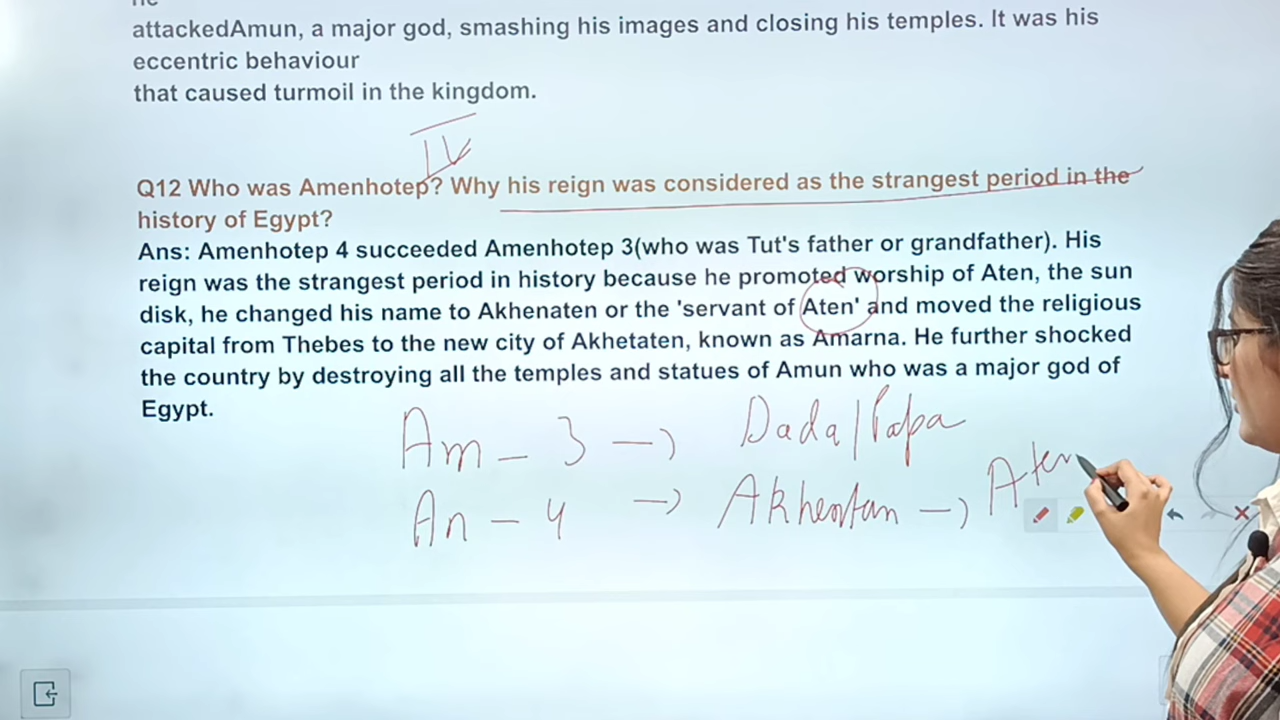 attackedAmun, a major god, smashing his images and closing his temples. It was his
eccentric behaviour
that caused turmoil in the kingdom.
IV
Q12 Who was Amenhotep? Why his reign was considered as the strangest period in the
history of Egypt?
Ans: Amenhotep 4 succeeded Amenhotep 3(who was Tut's father or grandfather). His
reign was the strangest period in history because he promoted worship of Aten, the sun
disk, he changed his name to Akhenaten or the 'servant of Aten' and moved the religious
capital from Thebes to the new city of Akhetaten, known as Amarna. He further shocked
the country by destroying all the temples and statues of Amun who was a major god of
Egypt.
Am - 3 → Dada/Papa
An - 4 → Akhentan → Aten